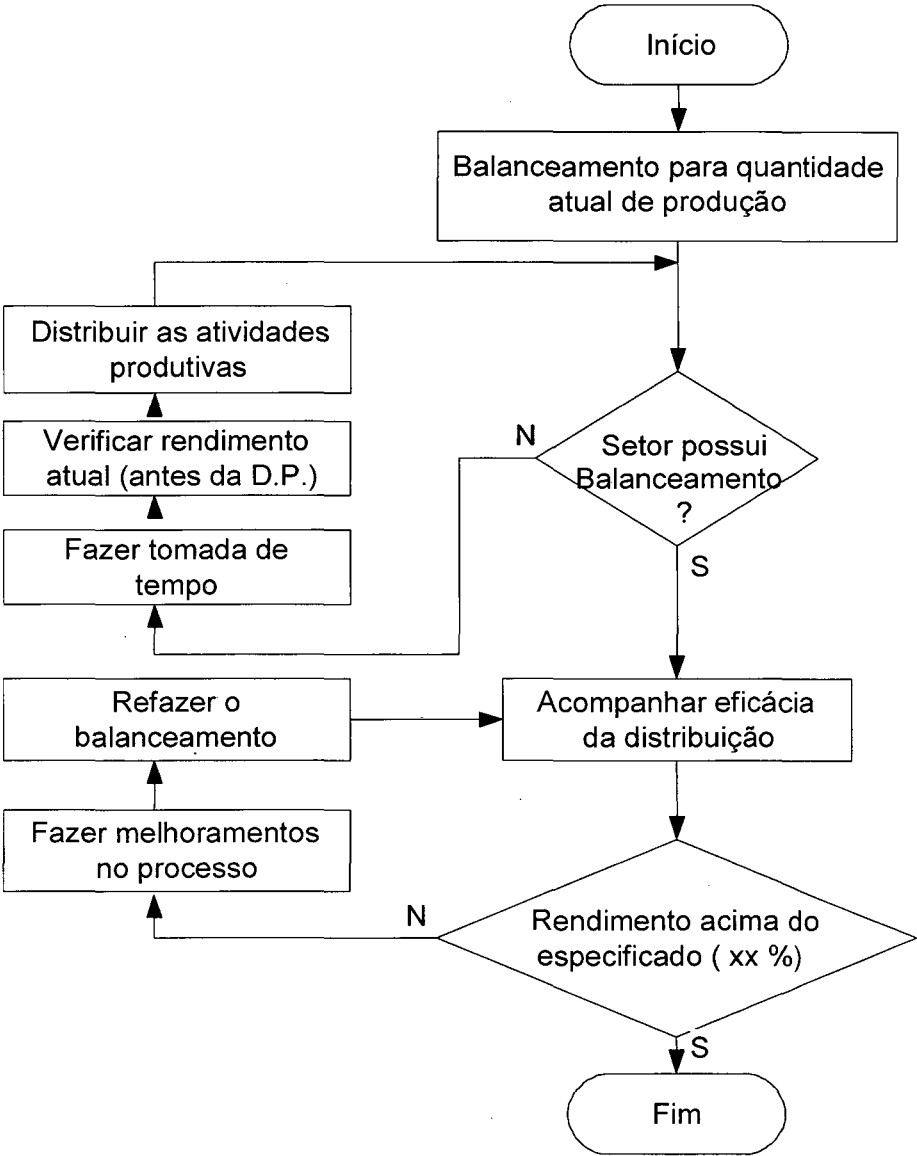 Início
Balanceamento para quantidade
atual de produção
Distribuir as atividades
produtivas
Verificar rendimento
atual (antes da D.P.)
Fazer tomada de
tempo
N
Setor possui
Balanceamento
?
S
Refazer o
balanceamento
Acompanhar eficácia
da distribuição
Fazer melhoramentos
no processo
N
Rendimento acima do
especificado ( xx %)
S
Fim